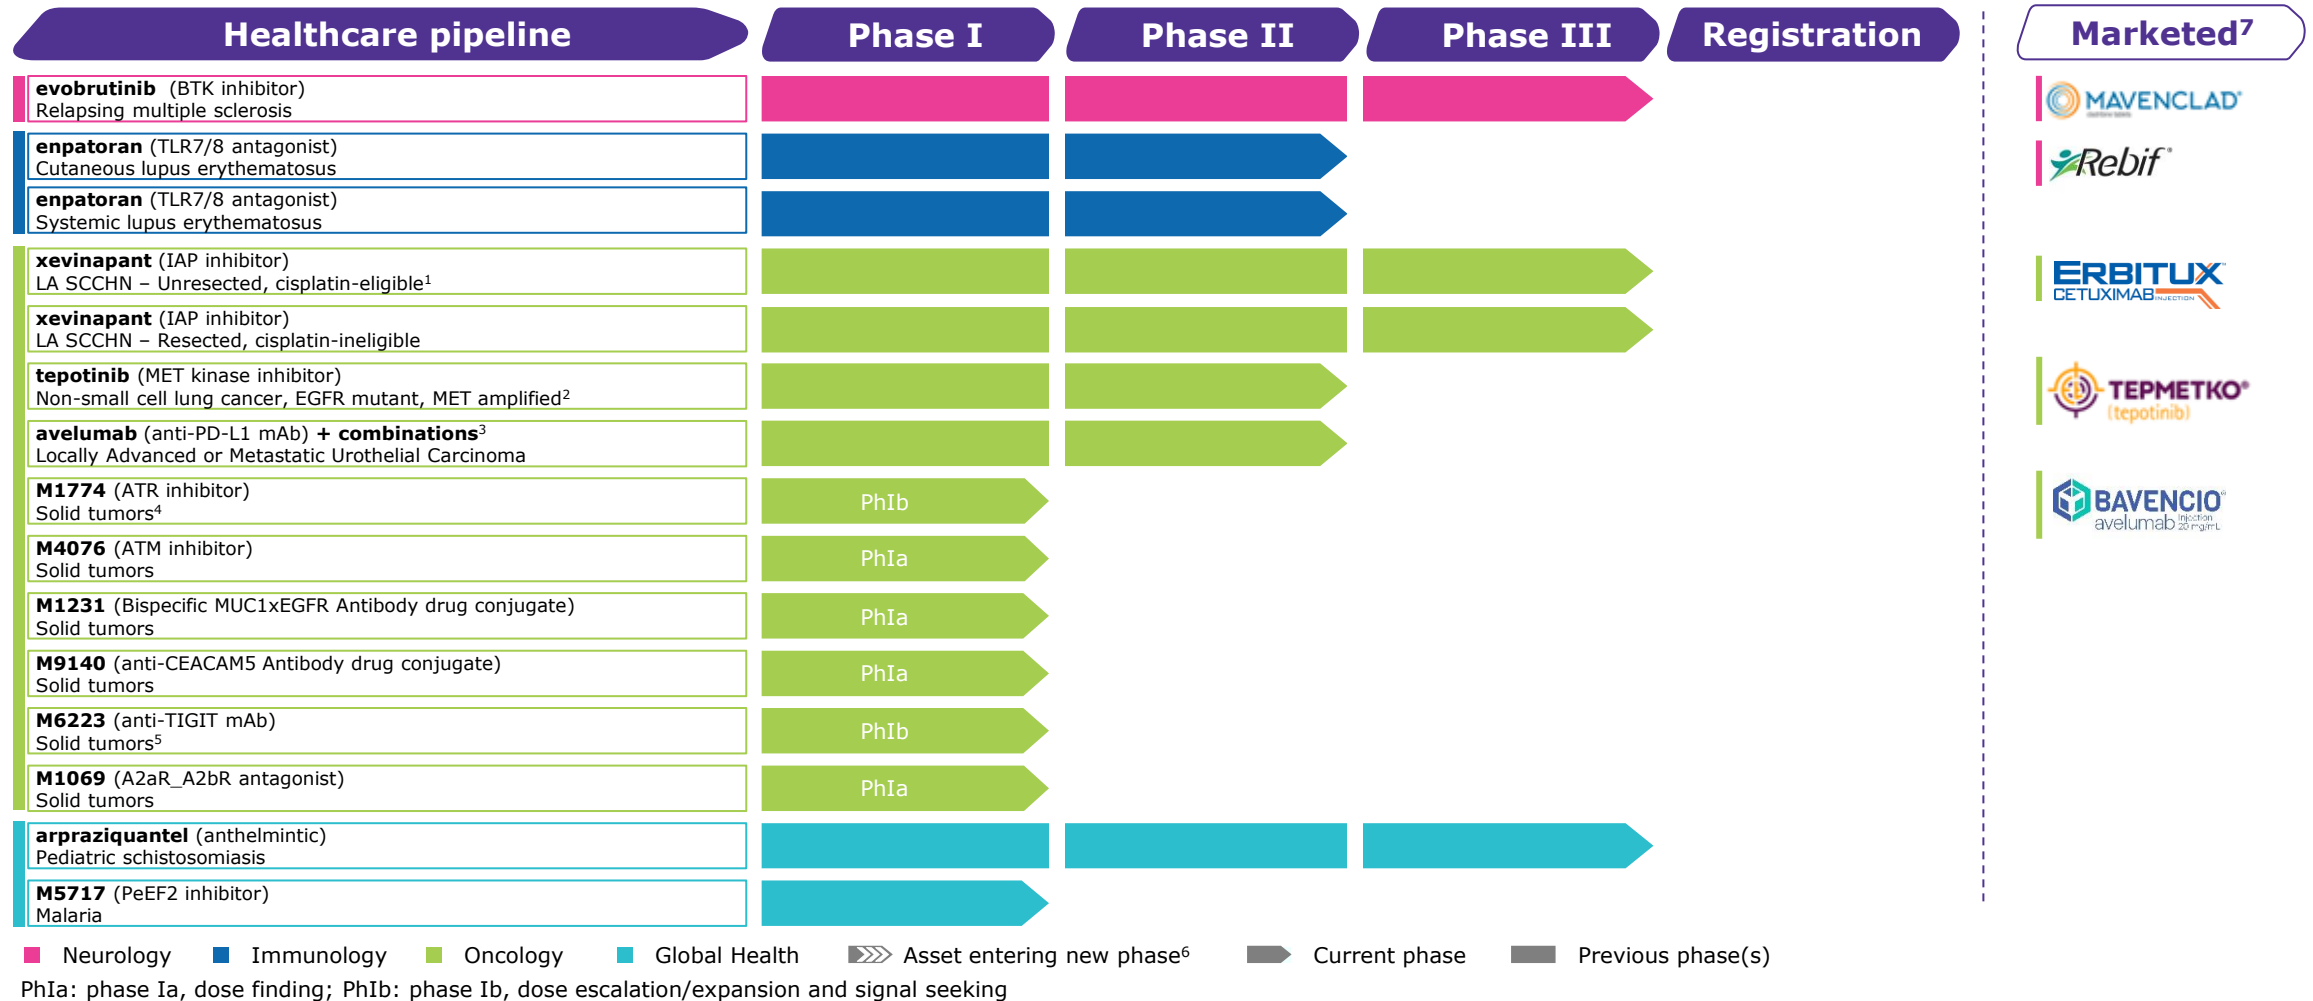 Healthcare pipeline
Phase I
Phase II
Phase III
Registration
Marketed⁷
evobrutinib (BTK inhibitor)
Relapsing multiple sclerosis
enpatoran (TLR7/8 antagonist)
Cutaneous lupus erythematosus
enpatoran (TLR7/8 antagonist)
Systemic lupus erythematosus
xevinapant (IAP inhibitor)
LA SCCHN – Unresected, cisplatin-eligible¹
xevinapant (IAP inhibitor)
LA SCCHN – Resected, cisplatin-ineligible
tepotinib (MET kinase inhibitor)
Non-small cell lung cancer, EGFR mutant, MET amplified²
avelumab (anti-PD-L1 mAb) + combinations³
Locally Advanced or Metastatic Urothelial Carcinoma
M1774 (ATR inhibitor)
Solid tumors⁴
PhIb
M4076 (ATM inhibitor)
Solid tumors
PhIa
M1231 (Bispecific MUC1xEGFR Antibody drug conjugate)
Solid tumors
PhIa
M9140 (anti-CEACAM5 Antibody drug conjugate)
Solid tumors
PhIa
M6223 (anti-TIGIT mAb)
Solid tumors⁵
PhIb
M1069 (A2aR_A2bR antagonist)
Solid tumors
PhIa
arpraziquantel (anthelmintic)
Pediatric schistosomiasis
M5717 (PeEF2 inhibitor)
Malaria
MAVENCLAD®
Rebif®
ERBITUX
CETUXIMAB INJECTION
TEPMETKO®
(tepotinib)
BAVENCIO®
avelumab Injection 20 mg/mL
Neurology
Immunology
Oncology
Global Health
Asset entering new phase⁶
Current phase
Previous phase(s)
PhIa: phase Ia, dose finding; PhIb: phase Ib, dose escalation/expansion and signal seeking